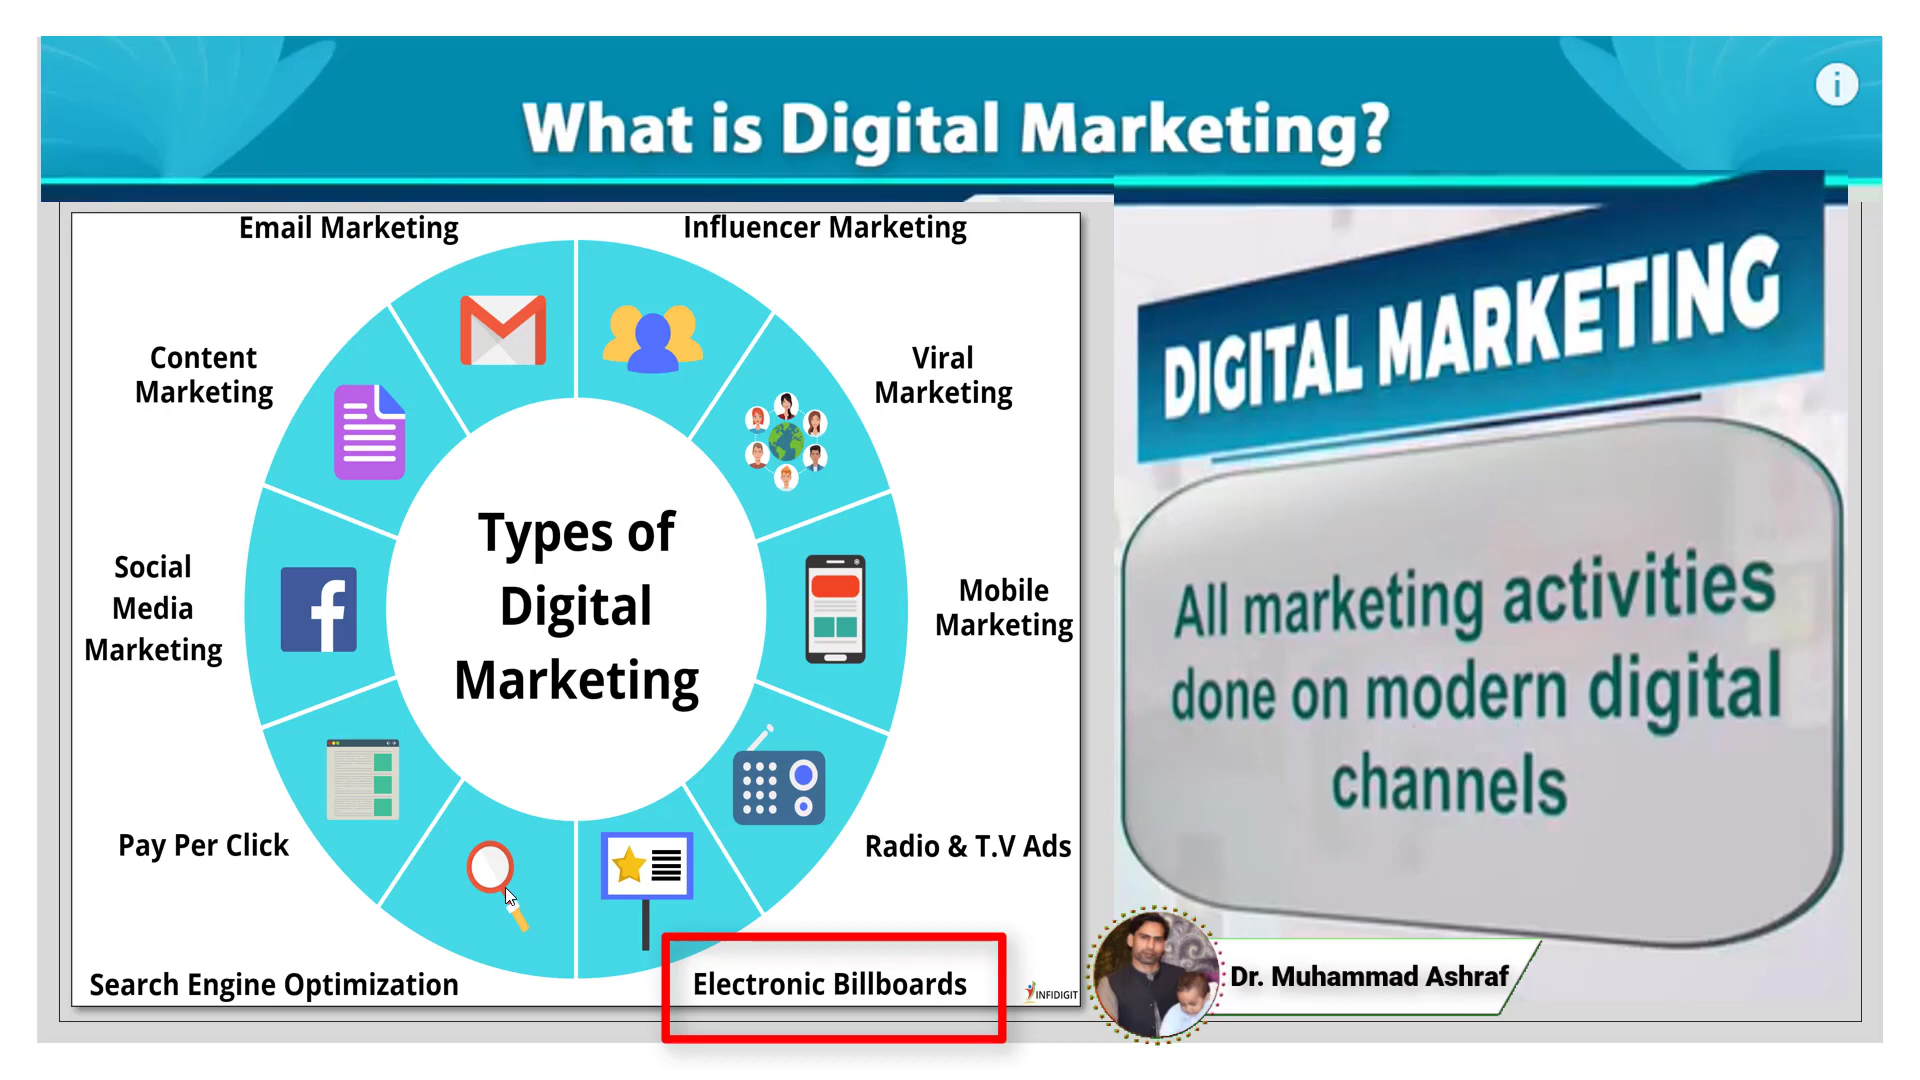 What is Digital Marketing?
i
Email Marketing
Influencer Marketing
Content
Marketing
Viral
Marketing
Social
Media
Marketing
Types of
Digital
Marketing
Mobile
Marketing
Pay Per Click
Radio & T.V Ads
Search Engine Optimization
Electronic Billboards
INFIDIGIT
DIGITAL MARKETING
All marketing activities
done on modern digital
channels
Dr. Muhammad Ashraf